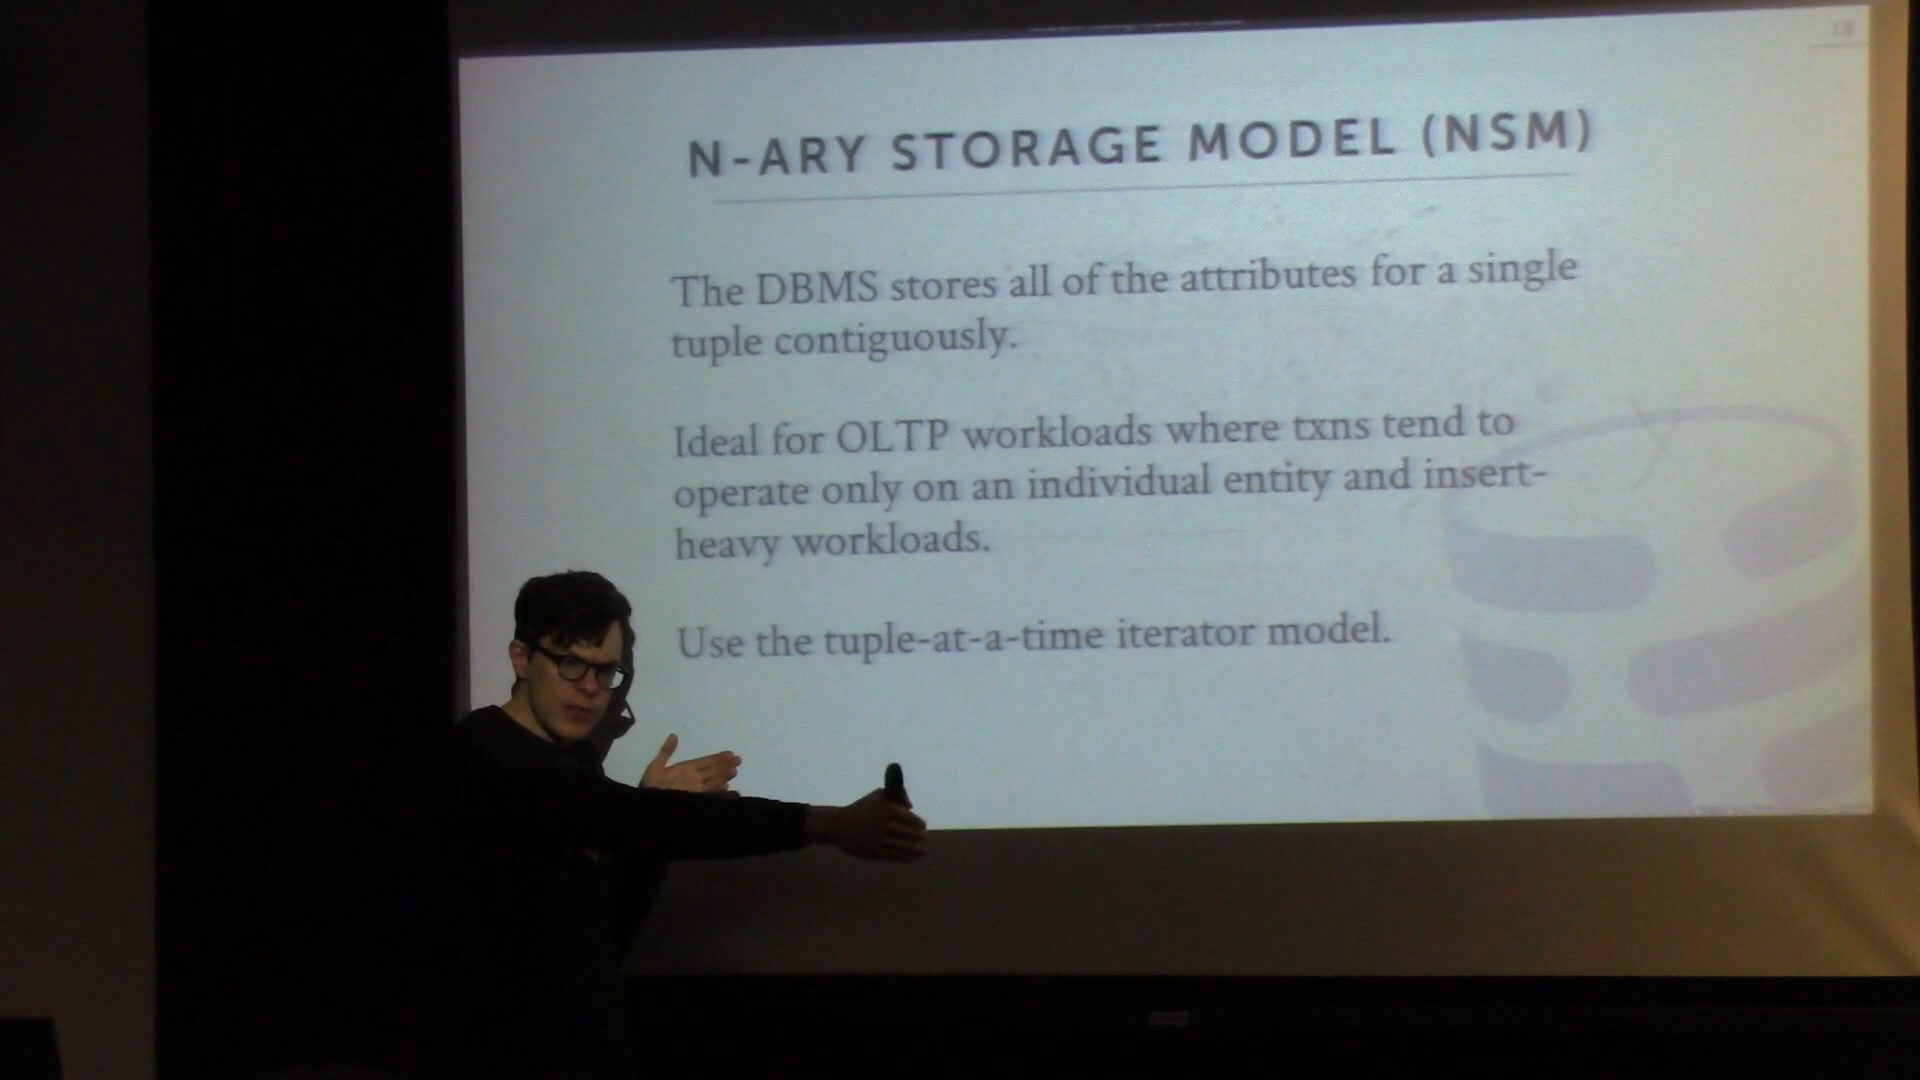 18
N-ARY STORAGE MODEL (NSM)
The DBMS stores all of the attributes for a single
tuple contiguously.
Ideal for OLTP workloads where txns tend to
operate only on an individual entity and insert-
heavy workloads.
Use the tuple-at-a-time iterator model.